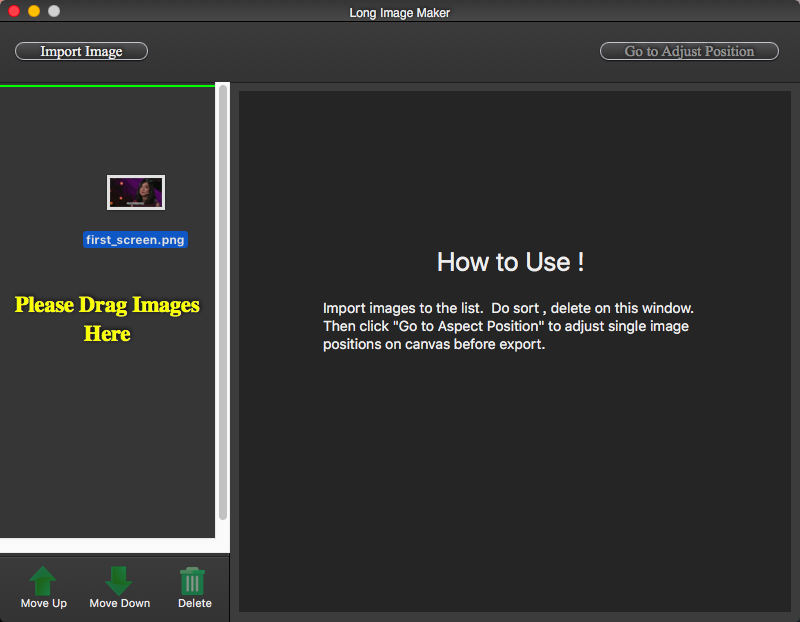 Long Image Maker
Import Image
Go to Adjust Position
first_screen.png
Please Drag Images
Here
How to Use !
Import images to the list.  Do sort , delete on this window.
Then click "Go to Aspect Position" to adjust single image
positions on canvas before export.
Move Up
Move Down
Delete